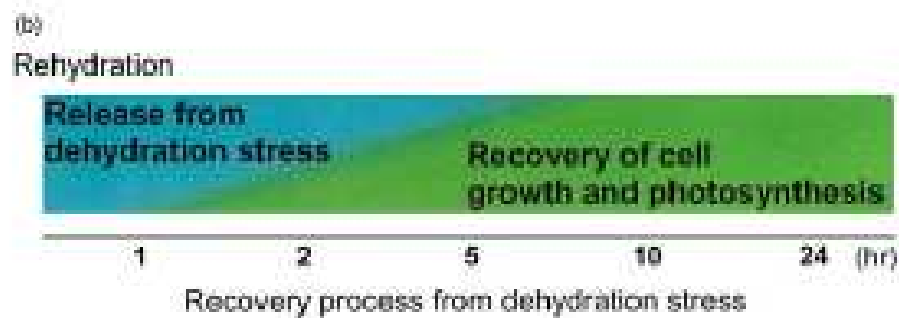 (b)
Rehydration
Release from
dehydration stress
Recovery of cell
growth and photosynthesis
1 2 5 10 24 (hr)
Recovery process from dehydration stress